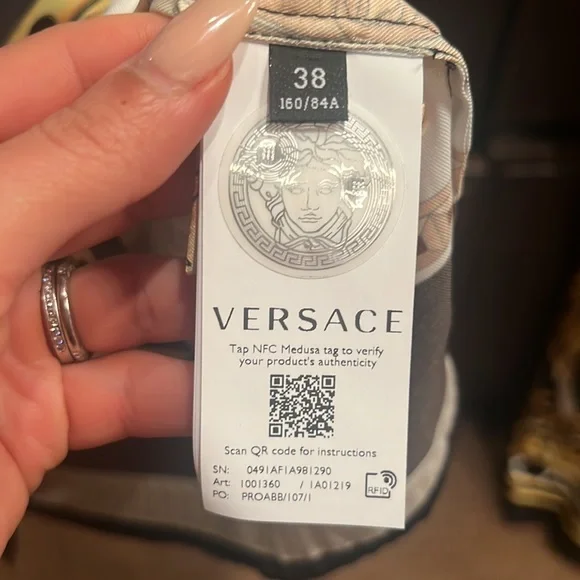 38
160/84A
VERSACE
Tap NFC Medusa tag to verify
your product's authenticity
Scan QR code for instructions
SN: 0491AF1A981290
Art: 1001360 / 1A01219
PO: PROABB/107/1
RFID